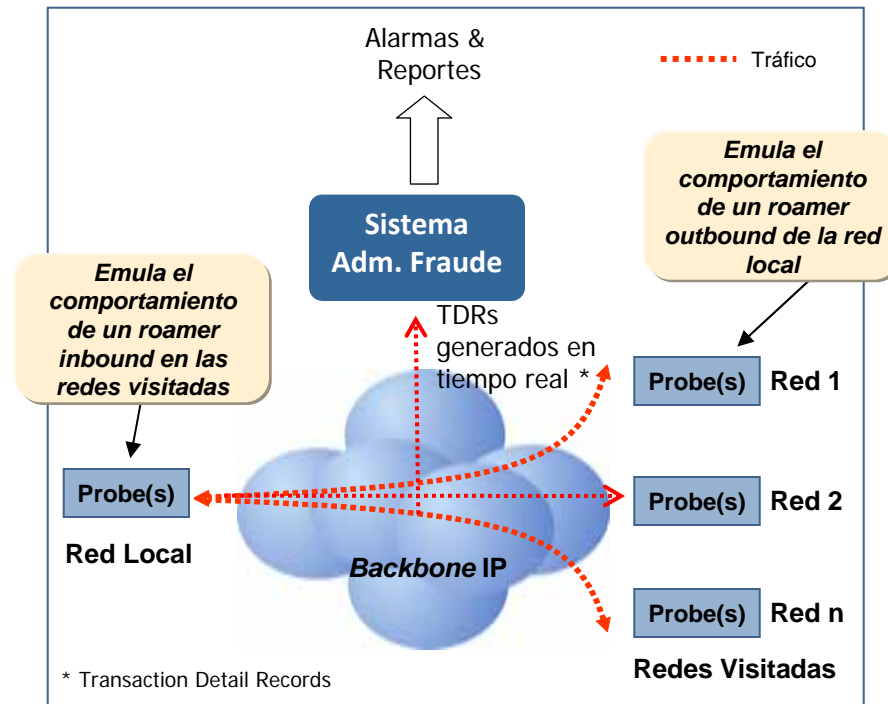 Alarmas &
Reportes
Tráfico
Emula el
comportamiento
de un roamer
outbound de la red
local
Sistema
Adm. Fraude
Emula el
comportamiento
de un roamer
inbound en las
redes visitadas
TDRs
generados en
tiempo real *
Probe(s) Red 1
Probe(s)
Probe(s) Red 2
Red Local
Backbone IP
Probe(s) Red n
Redes Visitadas
* Transaction Detail Records